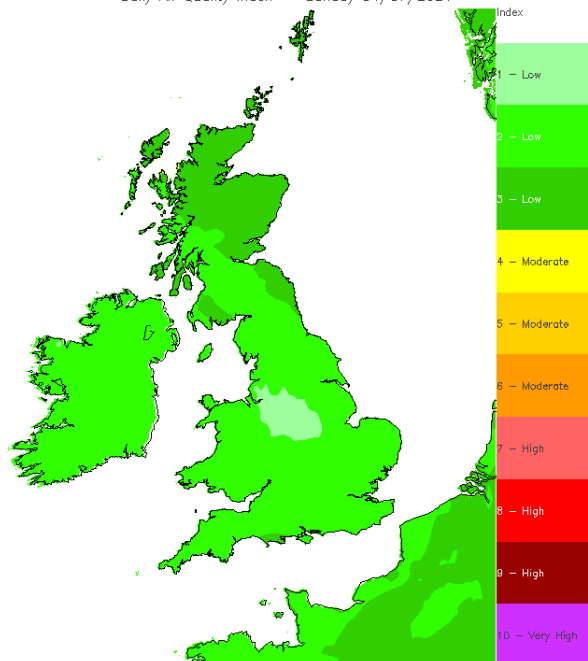 Index
1 – Low
2 – Low
3 – Low
4 – Moderate
5 – Moderate
6 – Moderate
7 – High
8 – High
9 – High
10 – Very High